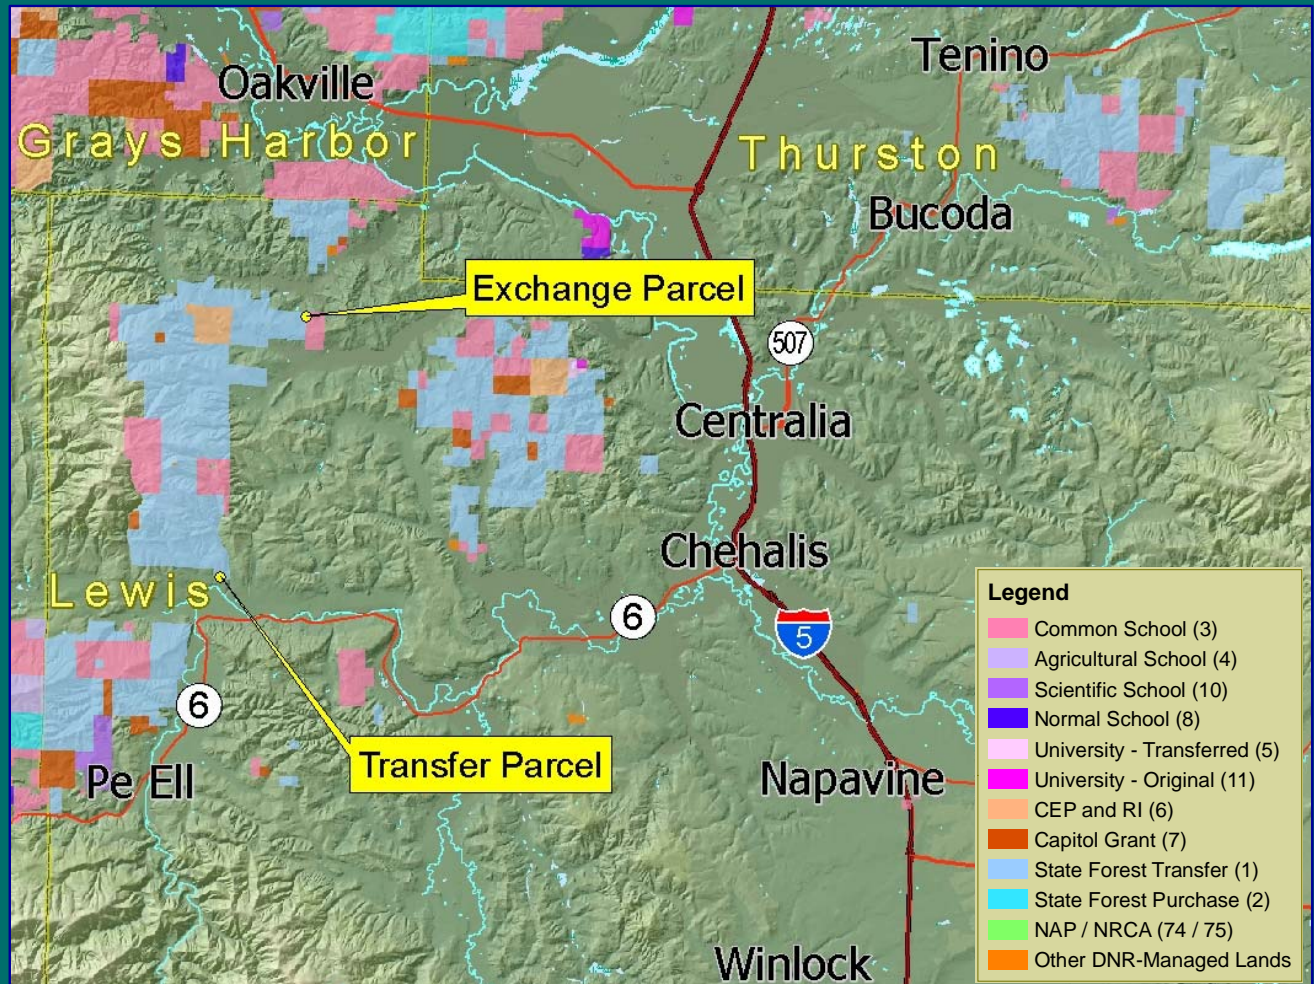 Oakville
Tenino
Grays Harbor
Thurston
Bucoda
Exchange Parcel
507
Centralia
Chehalis
Lewis
6
5
6
Transfer Parcel
Pe Ell
Napavine
Winlock
Legend
Common School (3)
Agricultural School (4)
Scientific School (10)
Normal School (8)
University - Transferred (5)
University - Original (11)
CEP and RI (6)
Capitol Grant (7)
State Forest Transfer (1)
State Forest Purchase (2)
NAP / NRCA (74 / 75)
Other DNR-Managed Lands